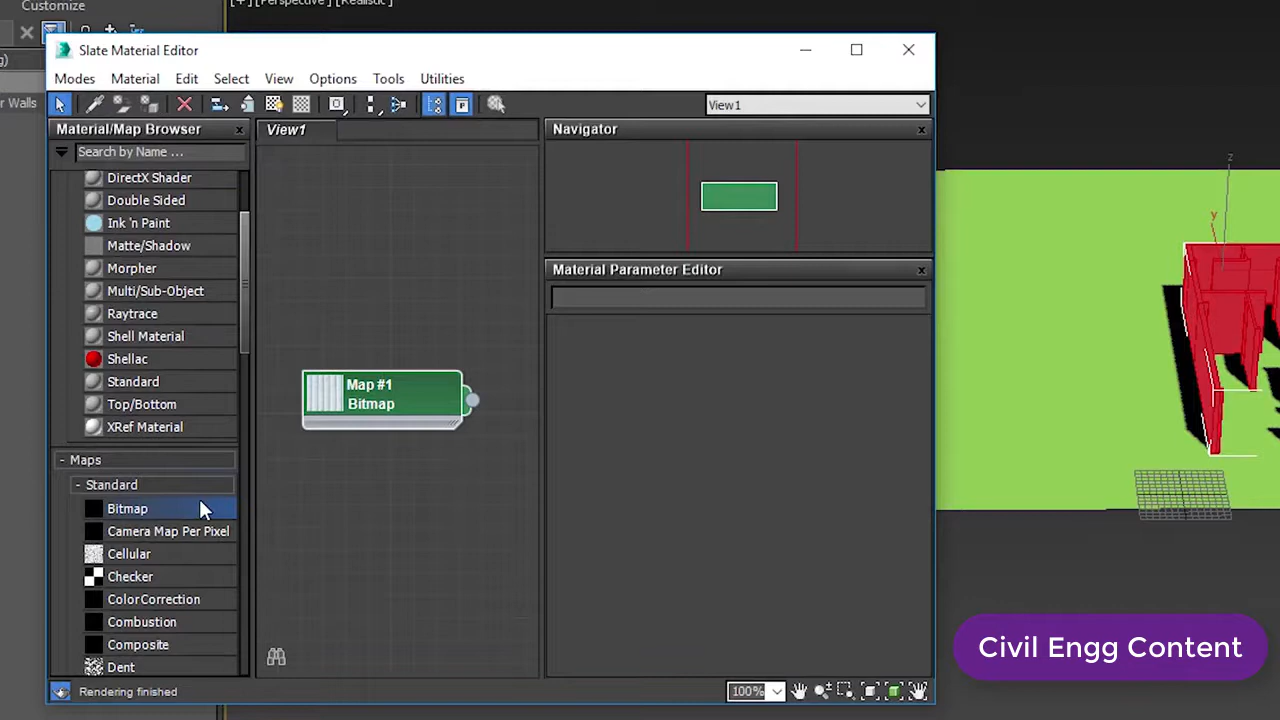 Customize
[+][Perspective][Realistic]
g)
r Walls
Slate Material Editor
Modes Material Edit Select View Options Tools Utilities
View1
Material/Map Browser
Search by Name ...
DirectX Shader
Double Sided
Ink 'n Paint
Matte/Shadow
Morpher
Multi/Sub-Object
Raytrace
Shell Material
Shellac
Standard
Top/Bottom
XRef Material
- Maps
- Standard
Bitmap
Camera Map Per Pixel
Cellular
Checker
ColorCorrection
Combustion
Composite
Dent
View1
Map #1
Bitmap
Navigator
Material Parameter Editor
Rendering finished
100%
z
y
Civil Engg Content